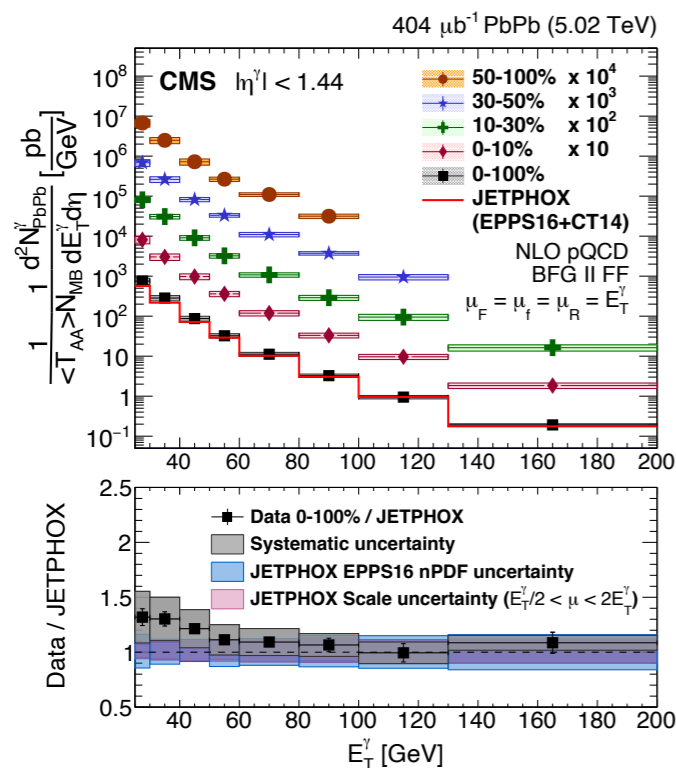 404 μb⁻¹ PbPb (5.02 TeV)
CMS |η^γ| < 1.44
50-100% x 10⁴
30-50% x 10³
10-30% x 10²
0-10% x 10
0-100%
JETPHOX
(EPPS16+CT14)
NLO pQCD
BFG II FF
μ_F = μ_f = μ_R = E_T^γ
1/<T_AA> 1/N_MB d²N^γ_PbPb/dE_T^γ dη [pb/GeV]
10⁸
10⁷
10⁶
10⁵
10⁴
10³
10²
10
1
10⁻¹
40 60 80 100 120 140 160 180 200
Data / JETPHOX
2.5
2
1.5
1
0.5
Data 0-100% / JETPHOX
Systematic uncertainty
JETPHOX EPPS16 nPDF uncertainty
JETPHOX Scale uncertainty (E_T^γ/2 < μ < 2E_T^γ)
40 60 80 100 120 140 160 180 200
E_T^γ [GeV]